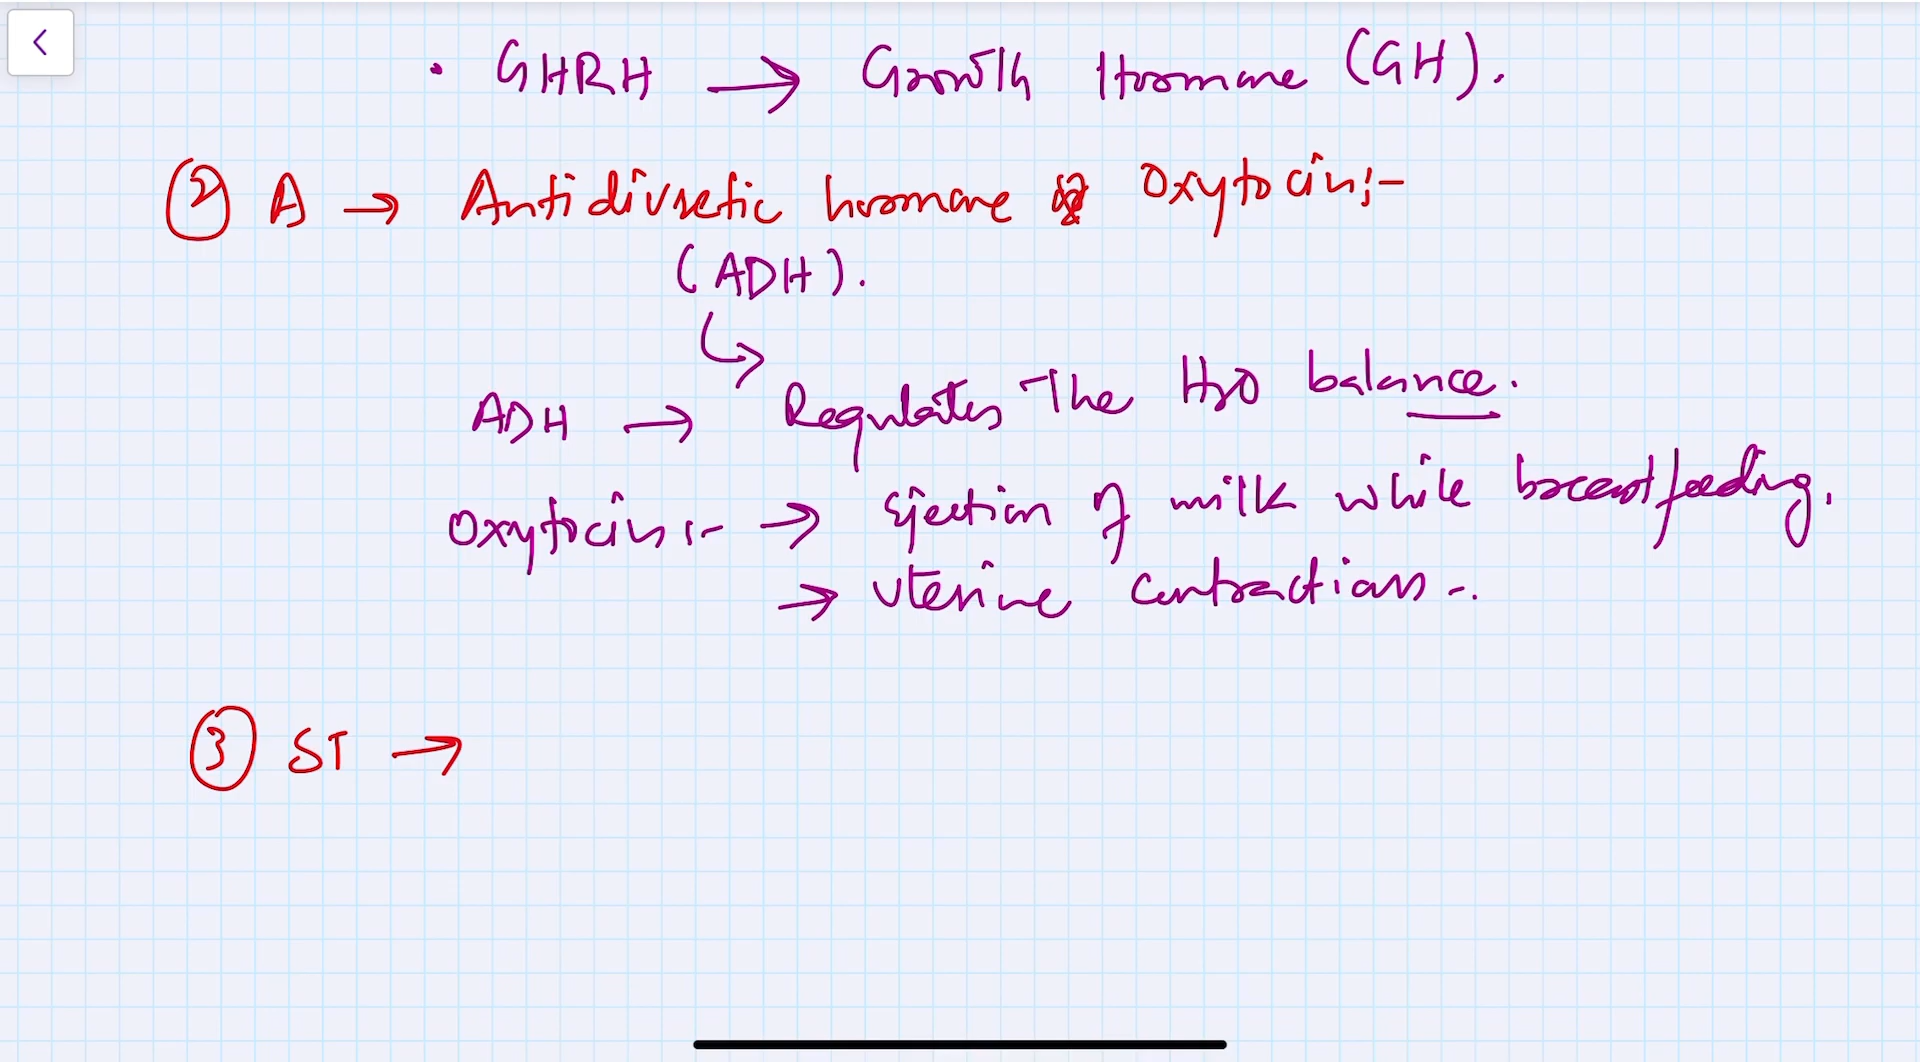 • GHRH → Growth Hormone (GH).
② A → Antidiuretic hormone & Oxytocin:-
(ADH).
ADH → Regulates The H2O balance.
Oxytocin:- → Ejection of milk while breastfeeding.
→ Uterine Contractions -.
③ ST →